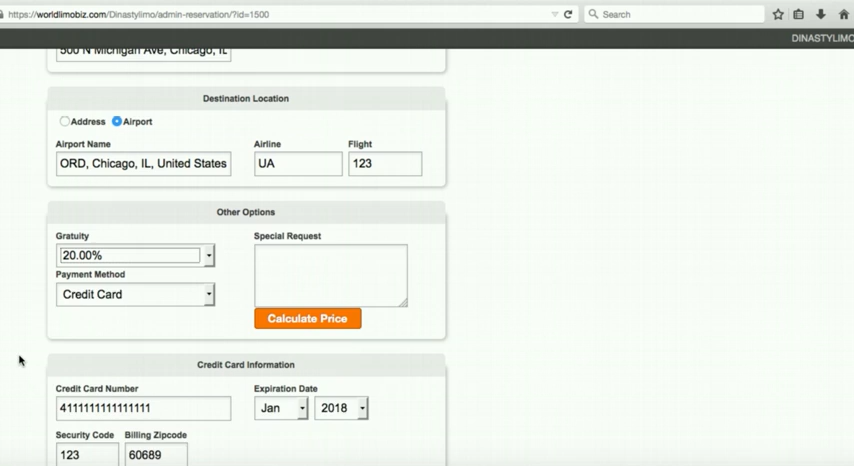 https://worldlimobiz.com/Dinastylimo/admin-reservation/?id=1500
Search
DINASTYLIMO
500 N Michigan Ave, Chicago, IL
Destination Location
Address Airport
Airport Name Airline Flight
ORD, Chicago, IL, United States UA 123
Other Options
Gratuity Special Request
20.00%
Payment Method
Credit Card
Calculate Price
Credit Card Information
Credit Card Number Expiration Date
4111111111111111 Jan 2018
Security Code Billing Zipcode
123 60689